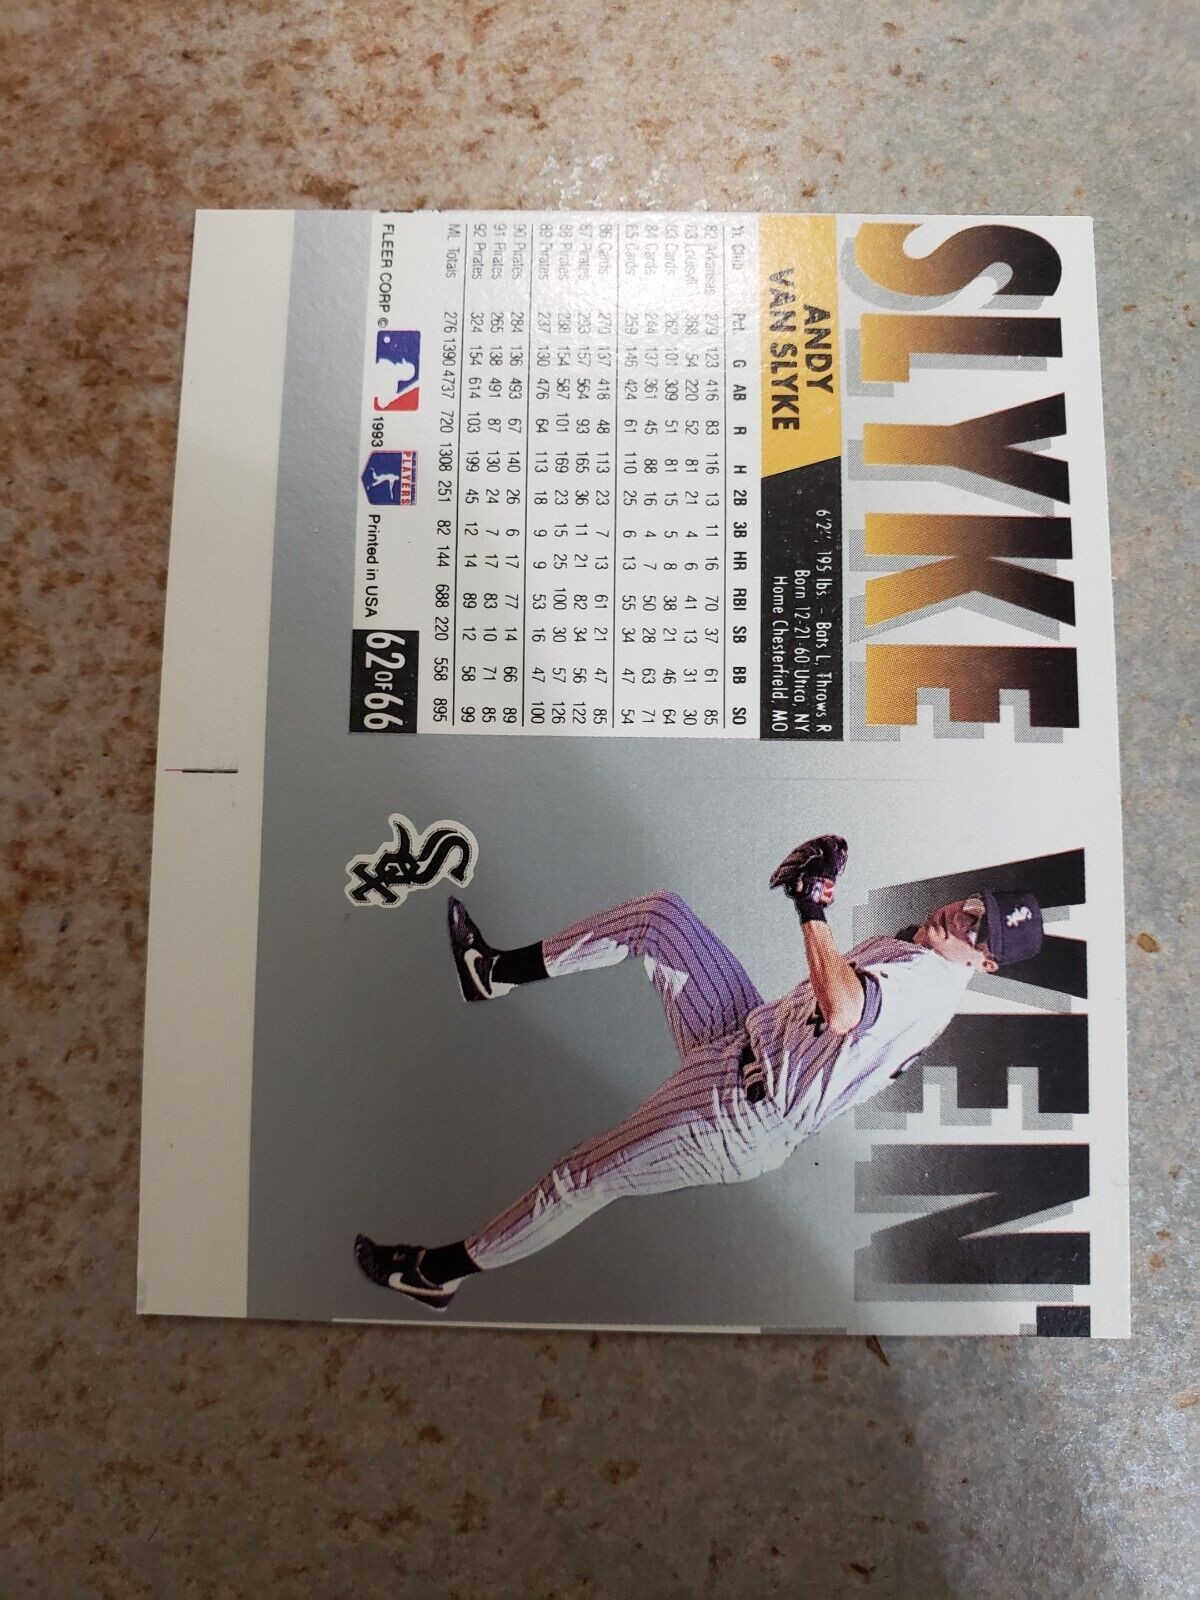 SLYKE
ANDY
VAN SLYKE
6'2", 195 lbs. - Bats L, Throws R
Born 12-21-60 Utica, NY
Home Chesterfield, MO
Yr. Club Pct. G AB R H 2B 3B HR RBI SB BB SO
82 Arkansas 279 123 416 83 116 13 11 16 70 37 61 85
83 Louisvll 368 54 220 52 81 21 4 6 41 13 31 30
83 Cards 262 101 309 51 81 15 5 8 38 21 46 64
84 Cards 244 137 361 45 88 16 4 7 50 28 63 71
85 Cards 259 146 424 61 110 25 6 13 55 34 47 54
86 Cards 270 137 418 48 113 23 7 13 61 21 47 85
87 Pirates 293 157 564 93 165 36 11 21 82 34 56 122
88 Pirates 288 154 587 101 169 23 15 25 100 30 57 126
89 Pirates 237 130 476 64 113 18 9 9 53 16 47 100
90 Pirates 284 136 493 67 140 26 6 17 77 14 66 89
91 Pirates 265 138 491 87 130 24 7 17 83 10 71 85
92 Pirates 324 154 614 103 199 45 12 14 89 12 58 99
ML Totals 276 1390 4737 720 1308 251 82 144 688 220 558 895
FLEER CORP © 1993 PLAYERS Printed in USA 62 OF 66
VEN
Sox
Sox